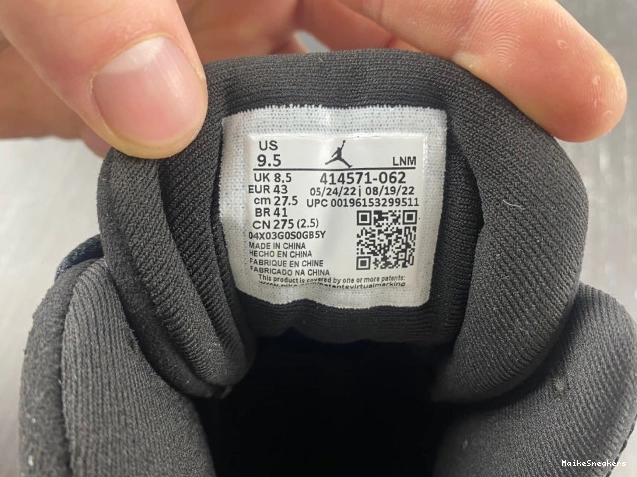 US
9.5
LNM
UK 8,5
414571-062
EUR 43
05/24/22 | 08/19/22
cm 27.5
UPC 00196153299511
BR 41
CN 275 (2.5)
04X03G0S0GB5Y
MADE IN CHINA
HECHO EN CHINA
FABRIQUE EN CHINE
FABRICADO NA CHINA
This product is covered by one or more patents:
MaikeSneakers